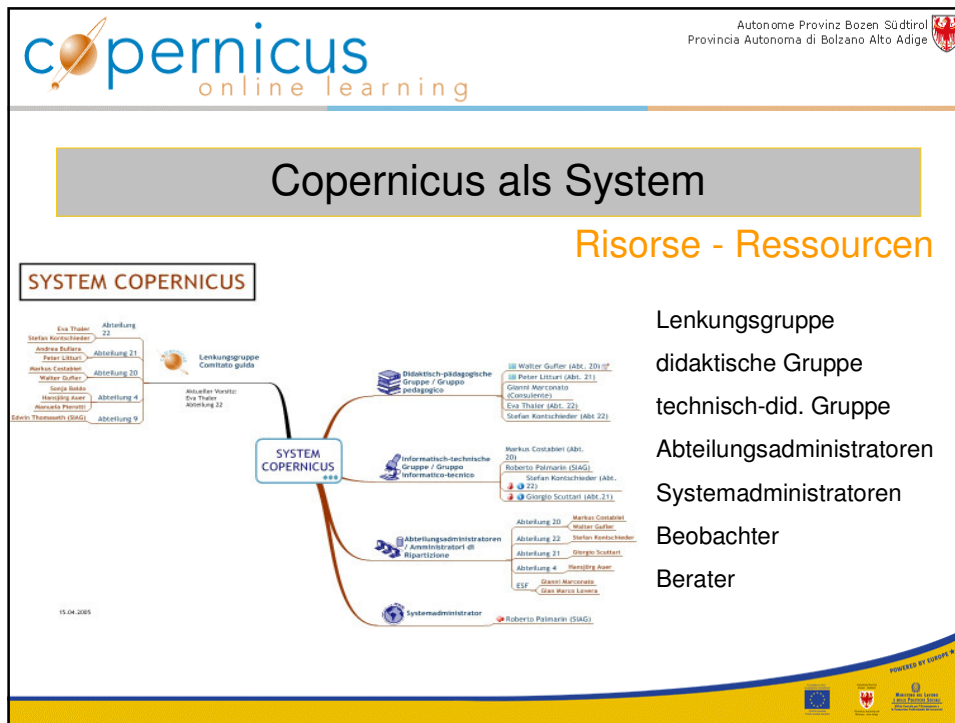 copernicus
online learning
Autonome Provinz Bozen Südtirol
Provincia Autonoma di Bolzano Alto Adige
Copernicus als System
Risorse - Ressourcen
SYSTEM COPERNICUS
Eva Thaler
Stefan Kontschieder
Abteilung
22
Andrea Bullara
Peter Litturi
Abteilung 21
Markus Costabiei
Walter Gufler
Abteilung 20
Sonja Baldo
Hansjörg Auer
Manuela Pierotti
Abteilung 4
Edwin Thomaseth (SIAG)
Abteilung 9
Lenkungsgruppe
Comitato guida
Aktueller Vorsitz:
Eva Thaler
Abteilung 22
SYSTEM
COPERNICUS
Didaktisch-pädagogische
Gruppe / Gruppo
pedagogico
Walter Gufler (Abt. 20)
Peter Litturi (Abt. 21)
Gianni Marconato
(Consulente)
Eva Thaler (Abt. 22)
Stefan Kontschieder (Abt 22)
Informatisch-technische
Gruppe / Gruppo
informatico-tecnico
Markus Costabiei (Abt.
20)
Roberto Palmarin (SIAG)
Stefan Kontschieder (Abt.
22)
Giorgio Scuttari (Abt.21)
Abteilungsadministratoren
/ Amministratori di
Ripartizione
Abteilung 20
Markus Costabiei
Walter Gufler
Abteilung 22
Stefan Kontschieder
Abteilung 21
Giorgio Scuttari
Abteilung 4
Hansjörg Auer
ESF
Gianni Marconato
Gian Marco Lovera
Systemadministrator
Roberto Palmarin (SIAG)
15.04.2005
Lenkungsgruppe
didaktische Gruppe
technisch-did. Gruppe
Abteilungsadministratoren
Systemadministratoren
Beobachter
Berater
POWERED BY EUROPE
MINISTERO DEL LAVORO
E DELLE POLITICHE SOCIALI